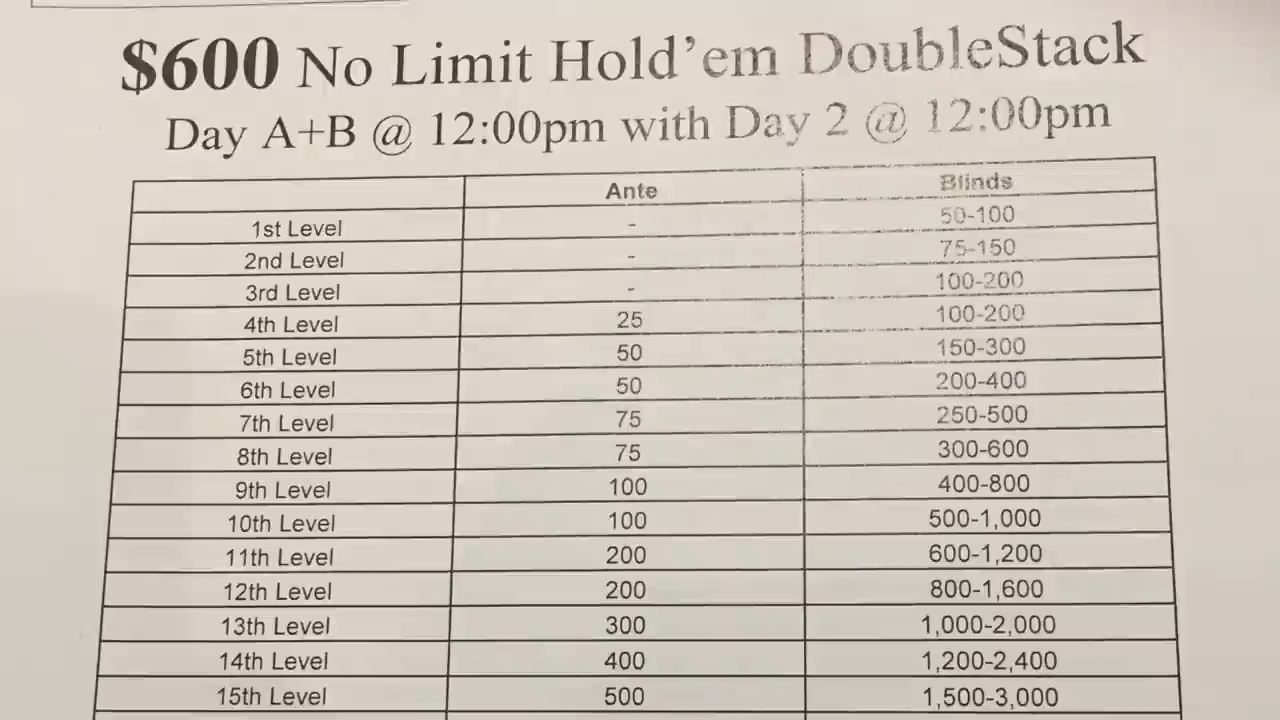 $600 No Limit Hold'em DoubleStack
Day A+B @ 12:00pm with Day 2 @ 12:00pm
Ante Blinds
1st Level - 50-100
2nd Level - 75-150
3rd Level - 100-200
4th Level 25 100-200
5th Level 50 150-300
6th Level 50 200-400
7th Level 75 250-500
8th Level 75 300-600
9th Level 100 400-800
10th Level 100 500-1,000
11th Level 200 600-1,200
12th Level 200 800-1,600
13th Level 300 1,000-2,000
14th Level 400 1,200-2,400
15th Level 500 1,500-3,000